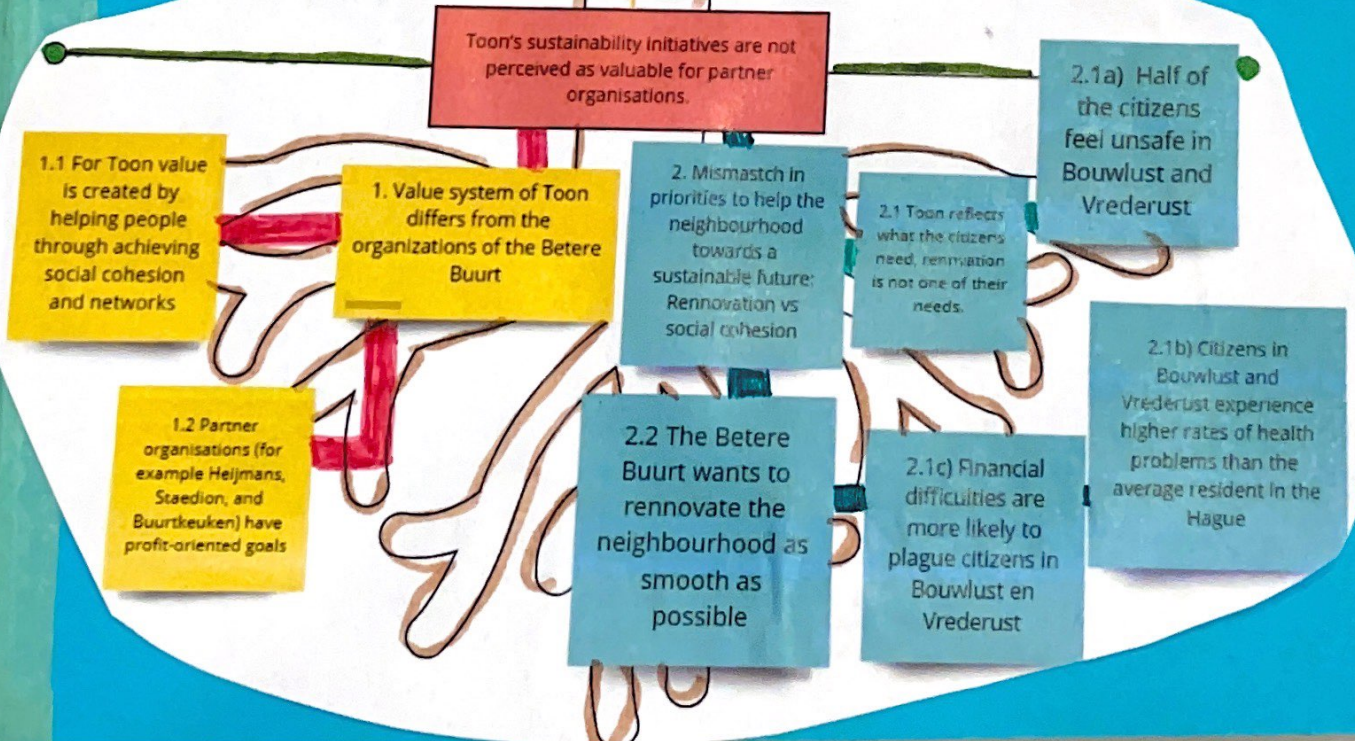 Toon's sustainability initiatives are not
perceived as valuable for partner
organisations.
1.1 For Toon value
is created by
helping people
through achieving
social cohesion
and networks
1. Value system of Toon
differs from the
organizations of the Betere
Buurt
1.2 Partner
organisations (for
example Heijmans,
Staedion, and
Buurtkeuken) have
profit-oriented goals
2. Mismastch in
priorities to help the
neighbourhood
towards a
sustainable future:
Rennovation vs
social cohesion
2.1 Toon reflects
what the citizens
need, rennvation
is not one of their
needs.
2.1a) Half of
the citizens
feel unsafe in
Bouwlust and
Vrederust
2.2 The Betere
Buurt wants to
rennovate the
neighbourhood as
smooth as
possible
2.1c) Financial
difficulties are
more likely to
plague citizens in
Bouwlust en
Vrederust
2.1b) Citizens in
Bouwlust and
Vrederust experience
higher rates of health
problems than the
average resident in the
Hague